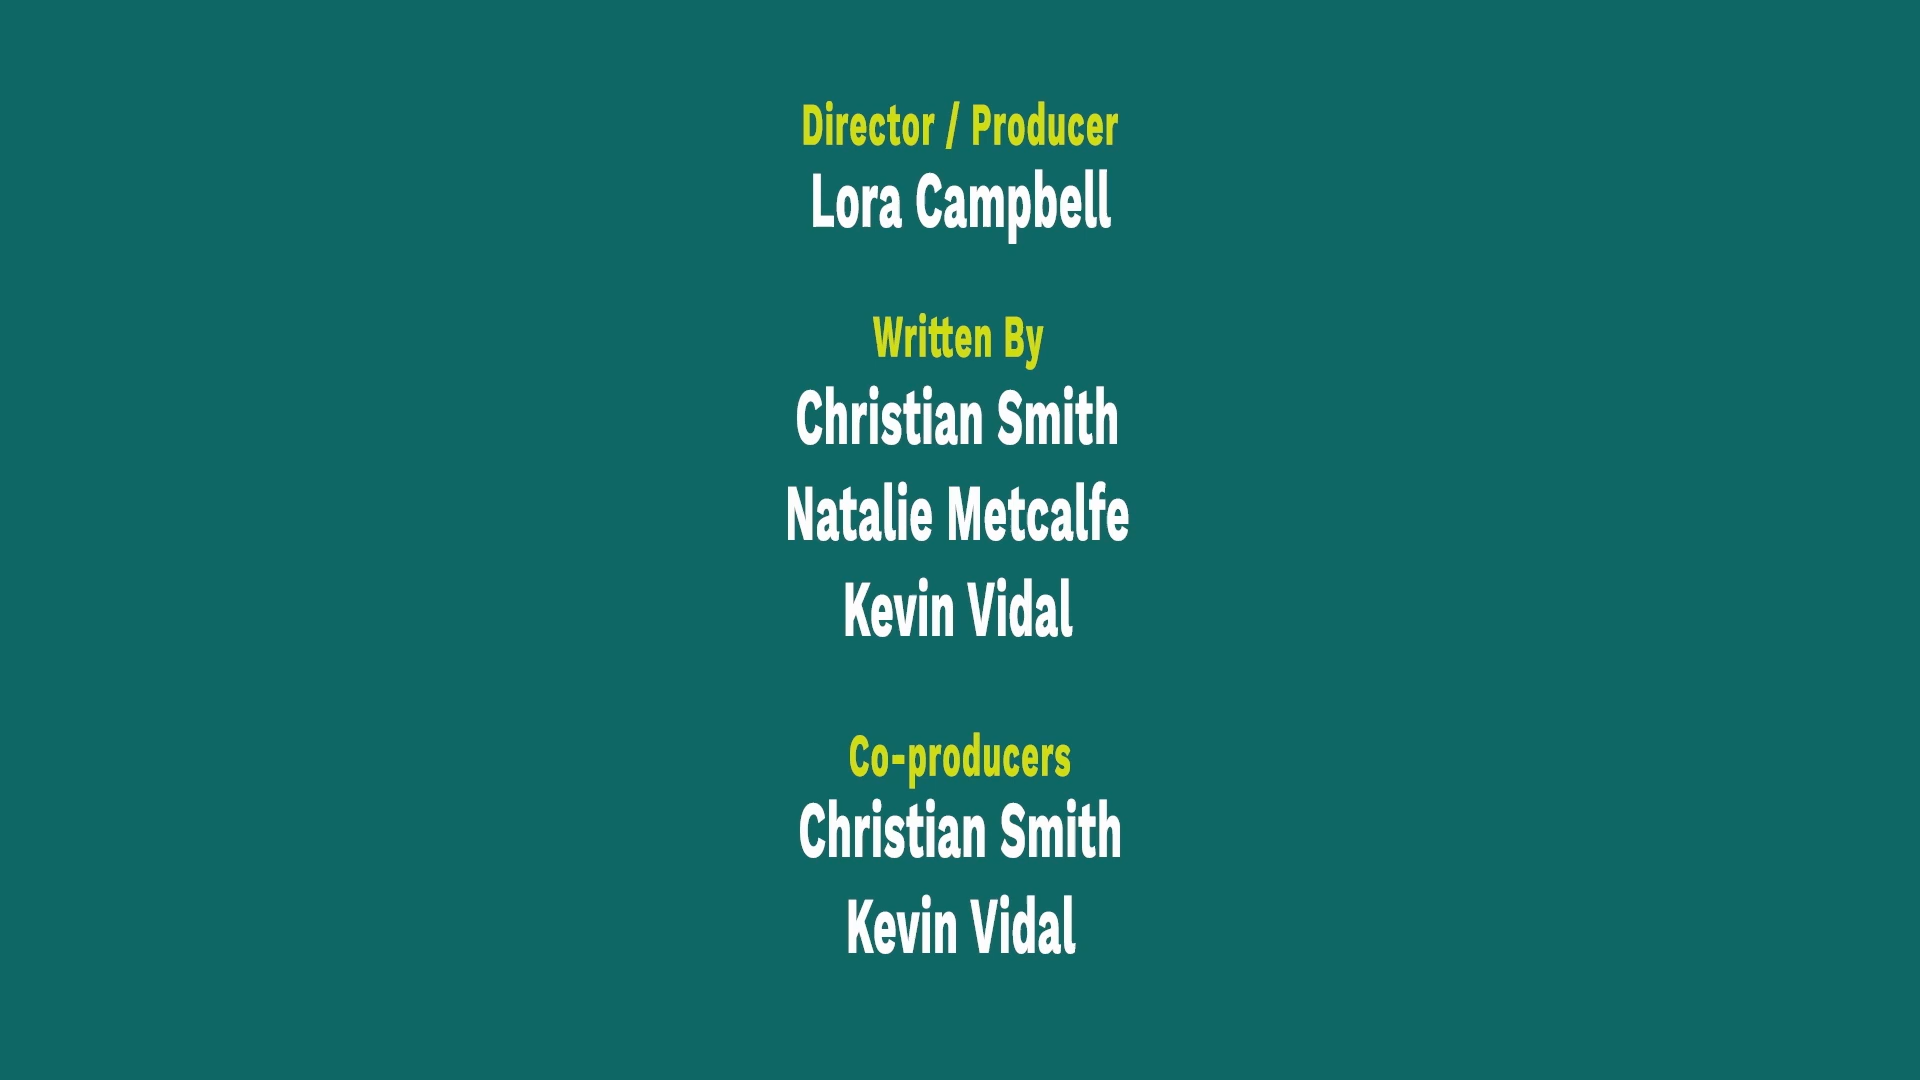 Director / Producer
Lora Campbell
Written By
Christian Smith
Natalie Metcalfe
Kevin Vidal
Co-producers
Christian Smith
Kevin Vidal